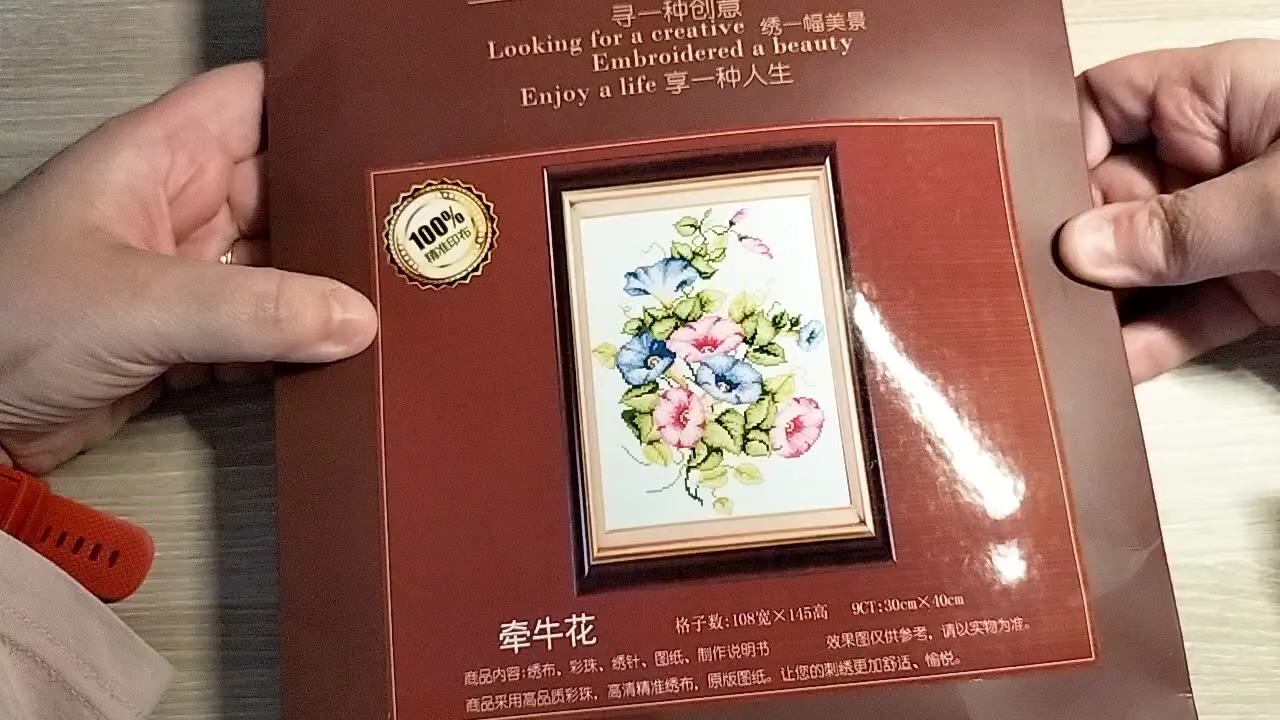 寻一种创意
Looking for a creative 绣一幅美景
Embroidered a beauty
Enjoy a life 享一种人生
100%
精准印布
牵牛花
格子数:108宽×145高 9CT:30cm×40cm
商品内容:绣布、彩珠、绣针、图纸、制作说明书 效果图仅供参考，请以实物为准。
商品采用高品质彩珠，高清精准绣布，原版图纸。让您的刺绣更加舒适、愉悦。